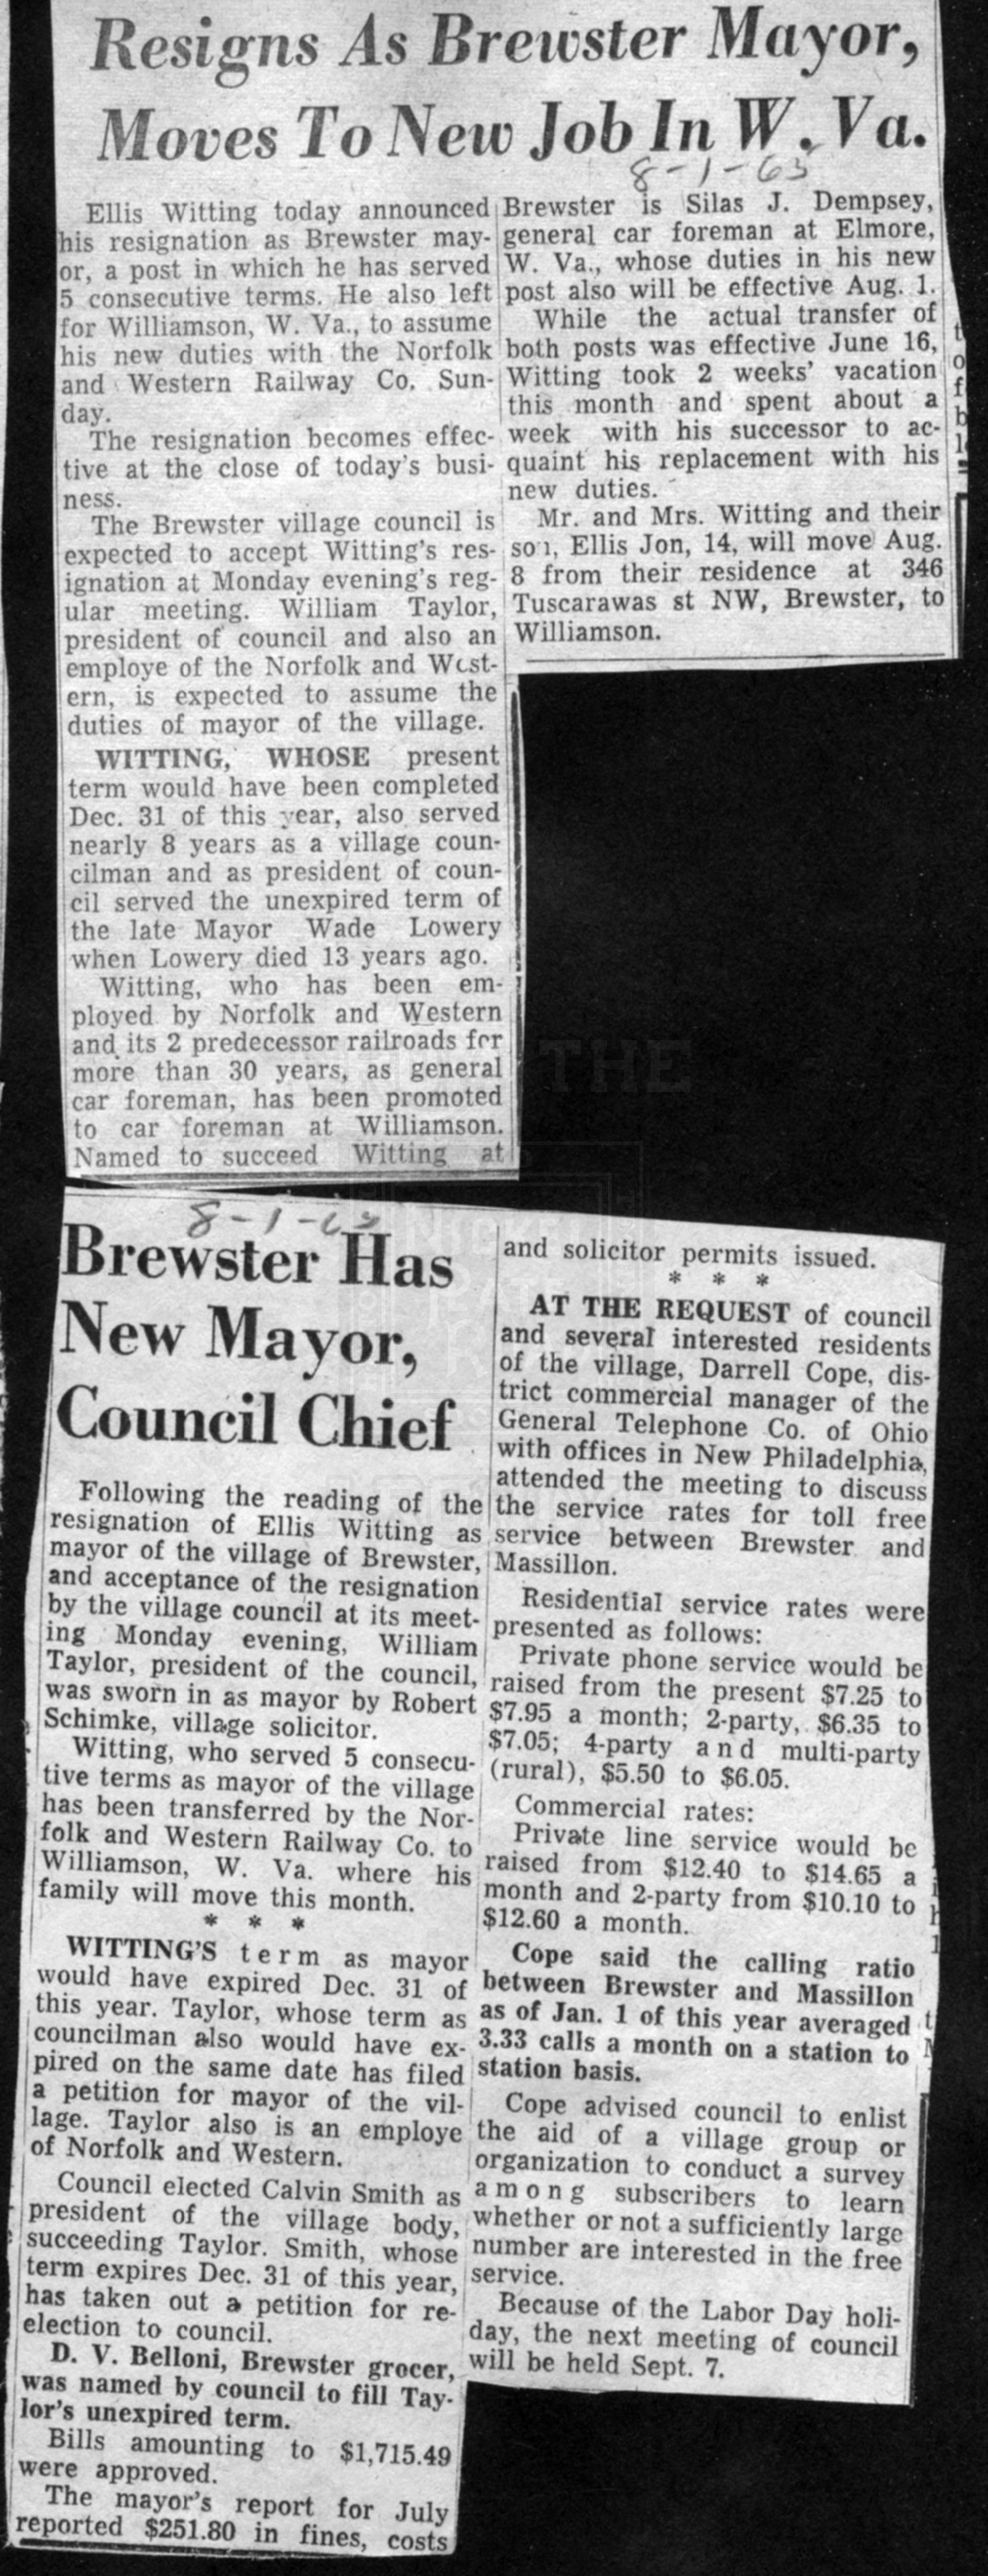 Resigns As Brewster Mayor,
Moves To New Job In W. Va.
8-1-63
Ellis Witting today announced
his resignation as Brewster may-
or, a post in which he has served
5 consecutive terms. He also left
for Williamson, W. Va., to assume
his new duties with the Norfolk
and Western Railway Co. Sun-
day.
The resignation becomes effec-
tive at the close of today's busi-
ness.
The Brewster village council is
expected to accept Witting's res-
ignation at Monday evening's reg-
ular meeting. William Taylor,
president of council and also an
employe of the Norfolk and West-
ern, is expected to assume the
duties of mayor of the village.
WITTING, WHOSE present
term would have been completed
Dec. 31 of this year, also served
nearly 8 years as a village coun-
cilman and as president of coun-
cil served the unexpired term of
the late Mayor Wade Lowery
when Lowery died 13 years ago.
Witting, who has been em-
ployed by Norfolk and Western
and its 2 predecessor railroads for
more than 30 years, as general
car foreman, has been promoted
to car foreman at Williamson.
Named to succeed Witting at
Brewster is Silas J. Dempsey,
general car foreman at Elmore,
W. Va., whose duties in his new
post also will be effective Aug. 1.
While the actual transfer of
both posts was effective June 16,
Witting took 2 weeks' vacation
this month and spent about a
week with his successor to ac-
quaint his replacement with his
new duties.
Mr. and Mrs. Witting and their
son, Ellis Jon, 14, will move Aug.
8 from their residence at 346
Tuscarawas st NW, Brewster, to
Williamson.
THE
NICKEL
8-1-63
Brewster Has
New Mayor,
Council Chief
Following the reading of the
resignation of Ellis Witting as
mayor of the village of Brewster,
and acceptance of the resignation
by the village council at its meet-
ing Monday evening, William
Taylor, president of the council,
was sworn in as mayor by Robert
Schimke, village solicitor.
Witting, who served 5 consecu-
tive terms as mayor of the village
has been transferred by the Nor-
folk and Western Railway Co. to
Williamson, W. Va. where his
family will move this month.
* * *
WITTING'S term as mayor
would have expired Dec. 31 of
this year. Taylor, whose term as
councilman also would have ex-
pired on the same date has filed
a petition for mayor of the vil-
lage. Taylor also is an employe
of Norfolk and Western.
Council elected Calvin Smith as
president of the village body,
succeeding Taylor. Smith, whose
term expires Dec. 31 of this year,
has taken out a petition for re-
election to council.
D. V. Belloni, Brewster grocer,
was named by council to fill Tay-
lor's unexpired term.
Bills amounting to $1,715.49
were approved.
The mayor's report for July
reported $251.80 in fines, costs
and solicitor permits issued.
* * *
AT THE REQUEST of council
and several interested residents
of the village, Darrell Cope, dis-
trict commercial manager of the
General Telephone Co. of Ohio
with offices in New Philadelphia,
attended the meeting to discuss
the service rates for toll free
service between Brewster and
Massillon.
Residential service rates were
presented as follows:
Private phone service would be
raised from the present $7.25 to
$7.95 a month; 2-party, $6.35 to
$7.05; 4-party and multi-party
(rural), $5.50 to $6.05.
Commercial rates:
Private line service would be
raised from $12.40 to $14.65 a
month and 2-party from $10.10 to
$12.60 a month.
Cope said the calling ratio
between Brewster and Massillon
as of Jan. 1 of this year averaged
3.33 calls a month on a station to
station basis.
Cope advised council to enlist
the aid of a village group or
organization to conduct a survey
among subscribers to learn
whether or not a sufficiently large
number are interested in the free
service.
Because of the Labor Day holi-
day, the next meeting of council
will be held Sept. 7.